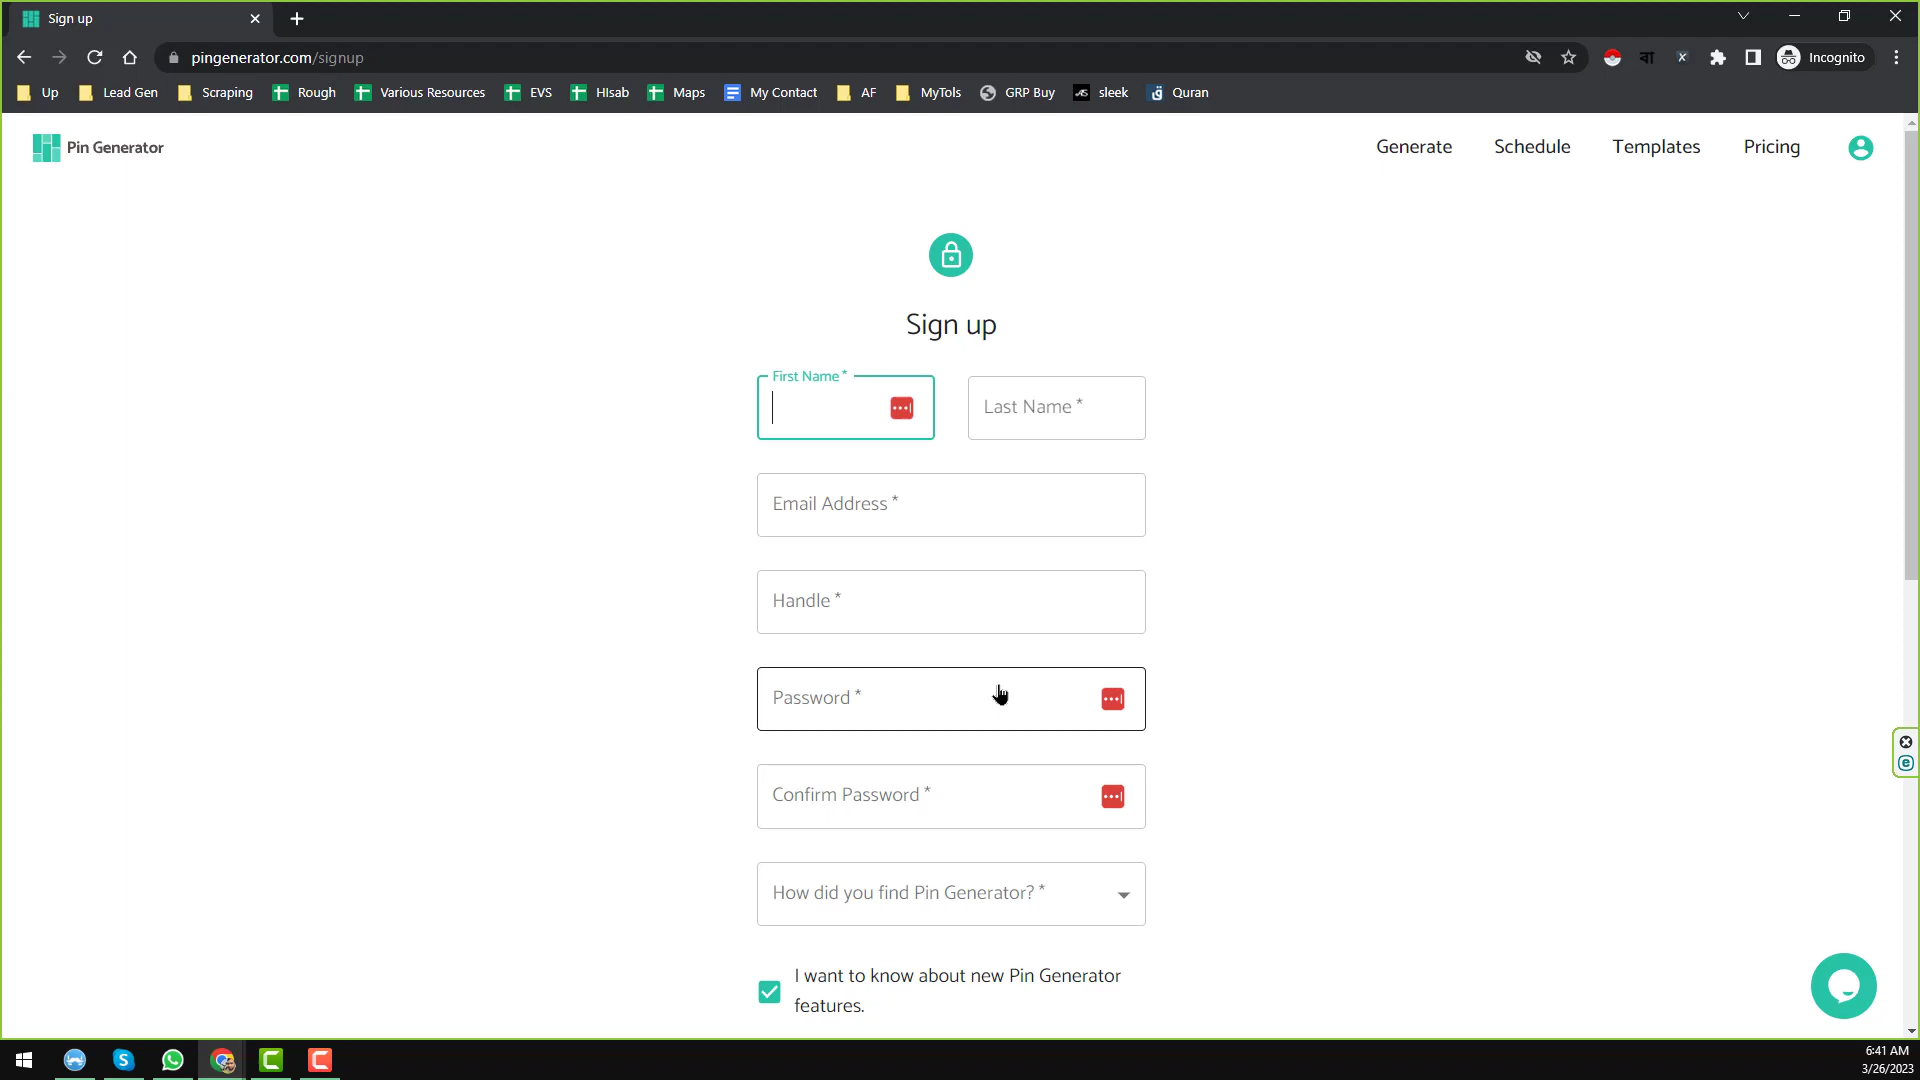 Sign up
pingenerator.com/signup
বা
X
Incognito
Up
Lead Gen
Scraping
Rough
Various Resources
EVS
HIsab
Maps
My Contact
AF
MyTols
GRP Buy
sleek
Quran
Pin Generator
Generate
Schedule
Templates
Pricing
Sign up
First Name *
Last Name *
Email Address *
Handle *
Password *
Confirm Password *
How did you find Pin Generator? *
I want to know about new Pin Generator
features.
6:41 AM
3/26/2023